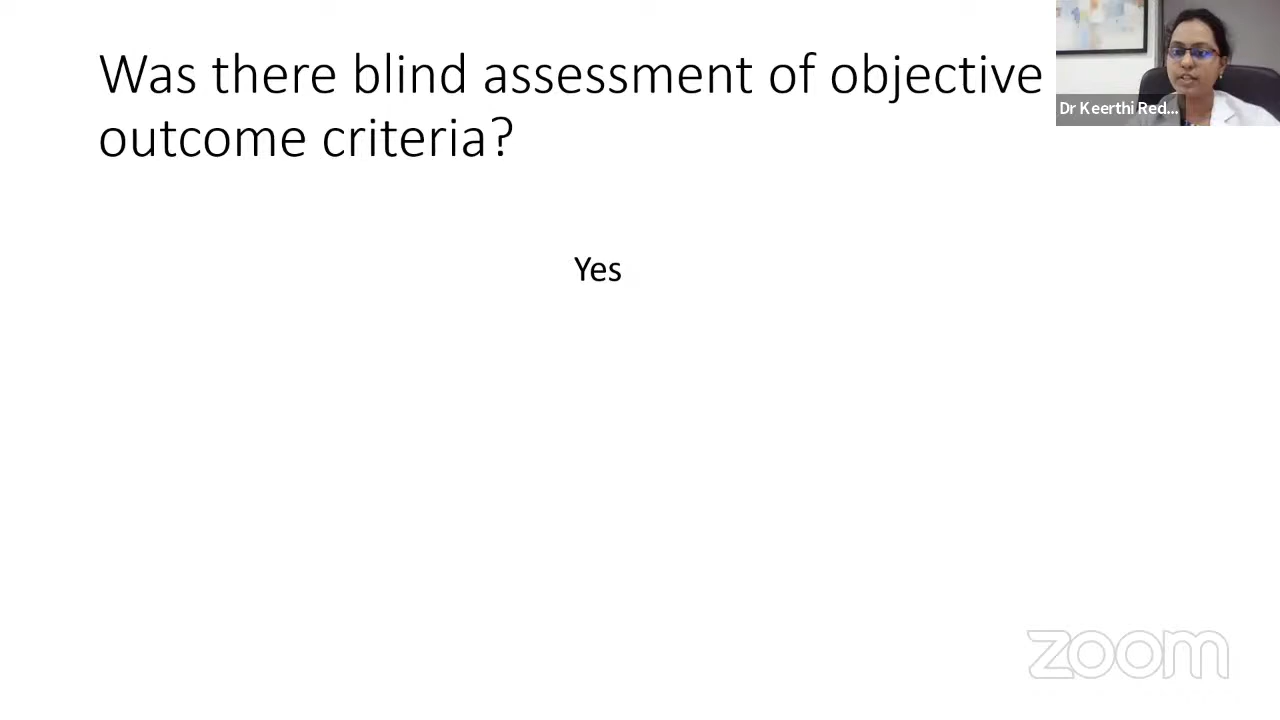 Was there blind assessment of objective
outcome criteria?
Dr Keerthi Red...
Yes
zoom